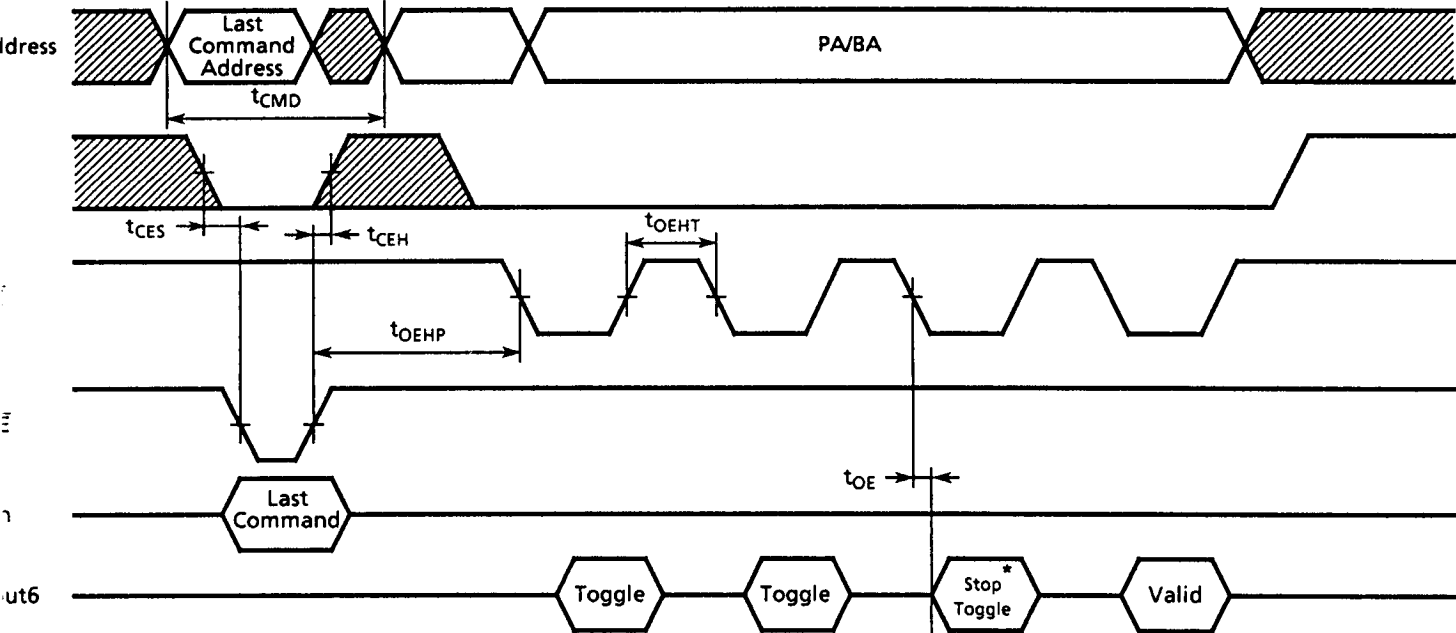 ddress
Last
Command
Address
PA/BA
tCMD
tCES
tCEH
tOEHT
tOEHP
tOE
Last
Command
ut6
Toggle
Toggle
Stop*
Toggle
Valid